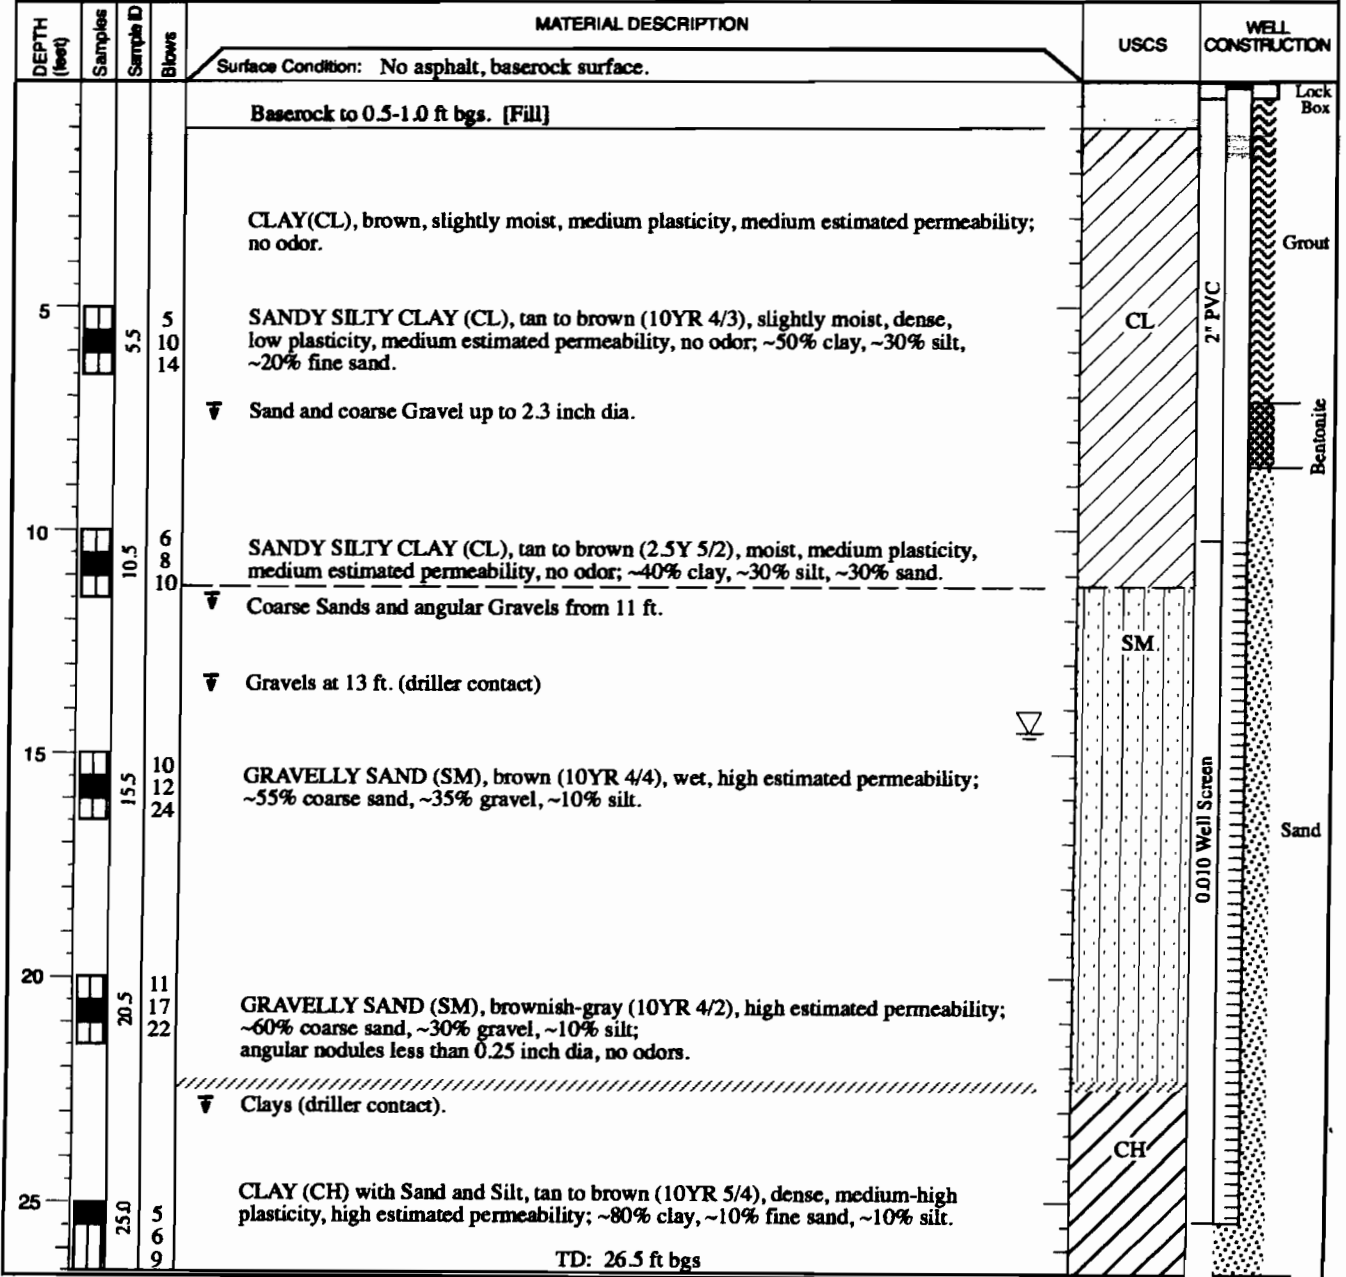 DEPTH (feet)
Samples
Sample ID
Blows
MATERIAL DESCRIPTION
USCS
WELL
CONSTRUCTION
Surface Condition: No asphalt, baserock surface.
Lock
Box
Baserock to 0.5-1.0 ft bgs. [Fill]
CLAY(CL), brown, slightly moist, medium plasticity, medium estimated permeability;
no odor.
Grout
2" PVC
5
5.5
5
10
14
SANDY SILTY CLAY (CL), tan to brown (10YR 4/3), slightly moist, dense,
low plasticity, medium estimated permeability, no odor; ~50% clay, ~30% silt,
~20% fine sand.
CL
Sand and coarse Gravel up to 2.3 inch dia.
Bentonite
10
10.5
6
8
10
SANDY SILTY CLAY (CL), tan to brown (2.5Y 5/2), moist, medium plasticity,
medium estimated permeability, no odor; ~40% clay, ~30% silt, ~30% sand.
Coarse Sands and angular Gravels from 11 ft.
SM
Gravels at 13 ft. (driller contact)
15
15.5
10
12
24
GRAVELLY SAND (SM), brown (10YR 4/4), wet, high estimated permeability;
~55% coarse sand, ~35% gravel, ~10% silt.
0.010 Well Screen
Sand
20
20.5
11
17
22
GRAVELLY SAND (SM), brownish-gray (10YR 4/2), high estimated permeability;
~60% coarse sand, ~30% gravel, ~10% silt;
angular nodules less than 0.25 inch dia, no odors.
Clays (driller contact).
CH
25
25.0
5
6
9
CLAY (CH) with Sand and Silt, tan to brown (10YR 5/4), dense, medium-high
plasticity, high estimated permeability; ~80% clay, ~10% fine sand, ~10% silt.
TD: 26.5 ft bgs